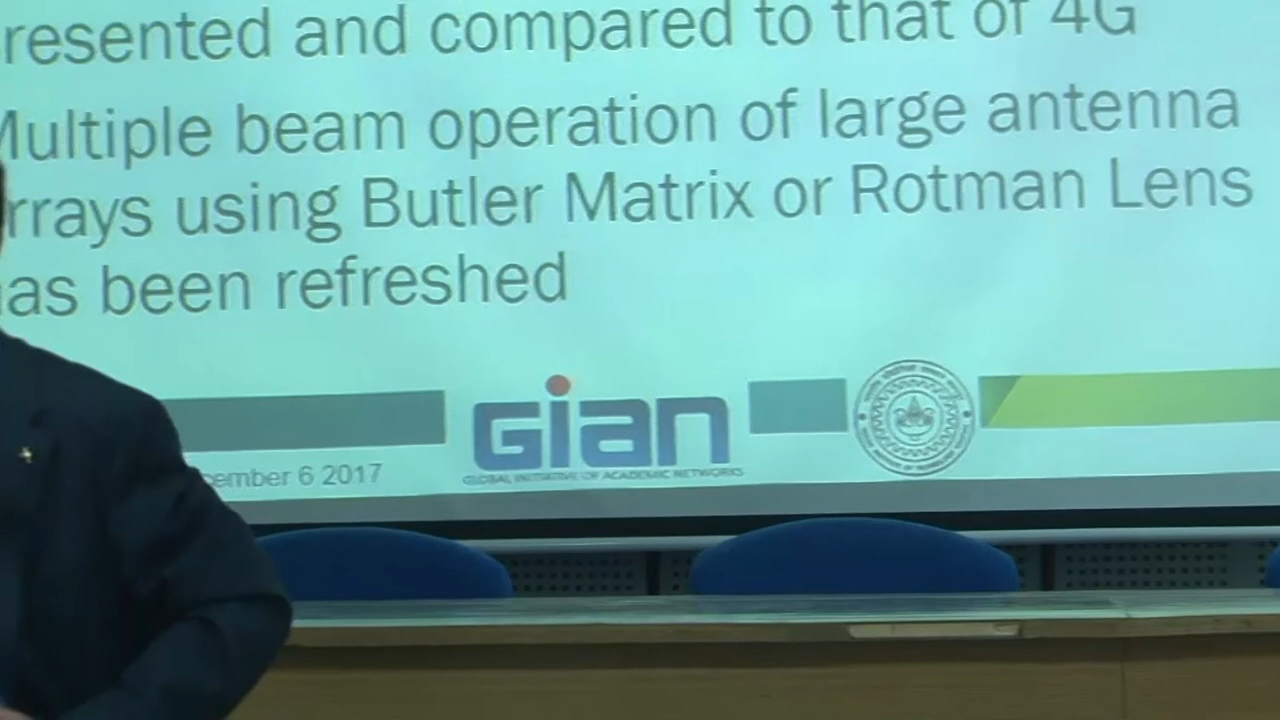 resented and compared to that of 4G
Multiple beam operation of large antenna
rrays using Butler Matrix or Rotman Lens
as been refreshed
cember 6 2017
Gian
GLOBAL INITIATIVE OF ACADEMIC NETWORKS